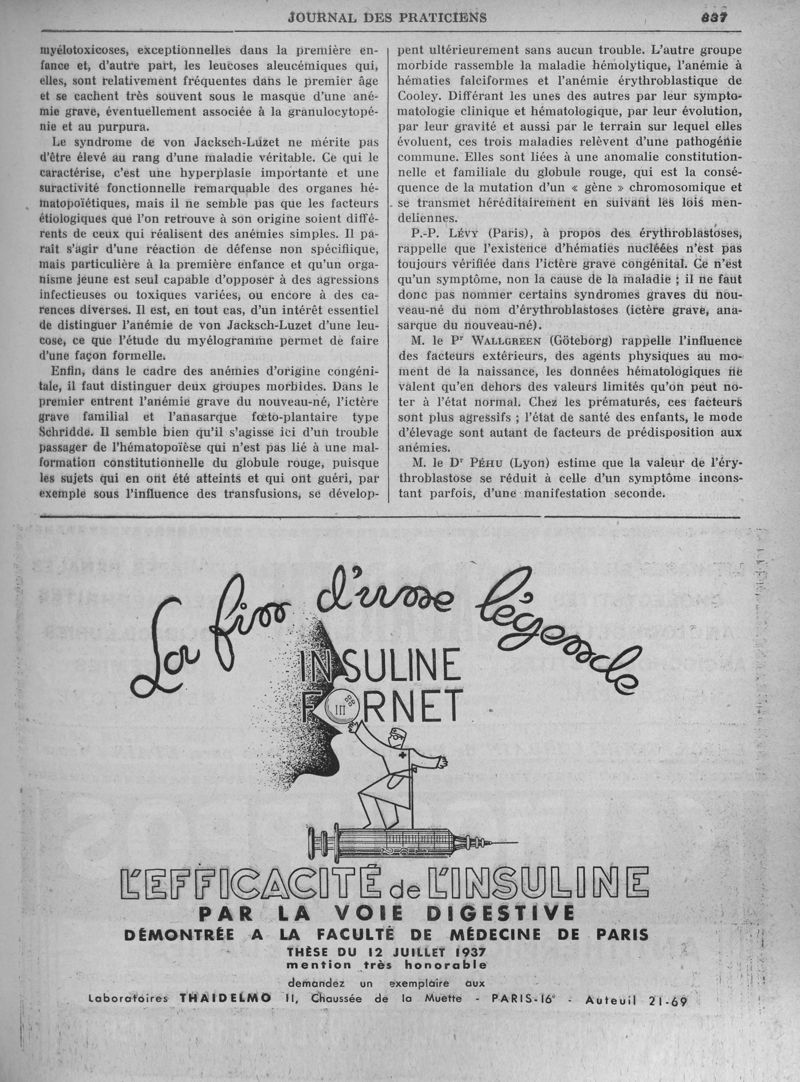 JOURNAL DES PRATICIENS 837
myélotoxicoses, exceptionnelles dans la première en-
fance et, d'autre part, les leucoses aleucémiques qui,
elles, sont relativement fréquentes dans le premier âge
et se cachent très souvent sous le masque d'une ané-
mie grave, éventuellement associée à la granulocytopé-
nie et au purpura.
Le syndrome de von Jacksch-Luzet ne mérite pas
d'être élevé au rang d'une maladie véritable. Ce qui le
caractérise, c'est une hyperplasie importante et une
suractivité fonctionnelle remarquable des organes hé-
matopoïétiques, mais il ne semble pas que les facteurs
étiologiques que l'on retrouve à son origine soient diffé-
rents de ceux qui réalisent des anémies simples. Il pa-
raît s'agir d'une réaction de défense non spécifique,
mais particulière à la première enfance et qu'un orga-
nisme jeune est seul capable d'opposer à des agressions
infectieuses ou toxiques variées, ou encore à des ca-
rences diverses. Il est, en tout cas, d'un intérêt essentiel
de distinguer l'anémie de von Jacksch-Luzet d'une leu-
cose, ce que l'étude du myélogramme permet de faire
d'une façon formelle.
Enfin, dans le cadre des anémies d'origine congéni-
tale, il faut distinguer deux groupes morbides. Dans le
premier entrent l'anémie grave du nouveau-né, l'ictère
grave familial et l'anasarque fœto-plantaire type
Schridde. Il semble bien qu'il s'agisse ici d'un trouble
passager de l'hématopoïèse qui n'est pas lié à une mal-
formation constitutionnelle du globule rouge, puisque
les sujets qui en ont été atteints et qui ont guéri, par
exemple sous l'influence des transfusions, se dévelop-
pent ultérieurement sans aucun trouble. L'autre groupe
morbide rassemble la maladie hémolytique, l'anémie à
hématies falciformes et l'anémie érythroblastique de
Cooley. Différant les unes des autres par leur sympto-
matologie clinique et hématologique, par leur évolution,
par leur gravité et aussi par le terrain sur lequel elles
évoluent, ces trois maladies relèvent d'une pathogénie
commune. Elles sont liées à une anomalie constitution-
nelle et familiale du globule rouge, qui est la consé-
quence de la mutation d'un « gène » chromosomique et
se transmet héréditairement en suivant les lois men-
deliennes.
P.-P. LÉVY (Paris), à propos des érythroblastoses,
rappelle que l'existence d'hématies nucléées n'est pas
toujours vérifiée dans l'ictère grave congénital. Ce n'est
qu'un symptôme, non la cause de la maladie ; il ne faut
donc pas nommer certains syndromes graves du nou-
veau-né du nom d'érythroblastoses (ictère grave, ana-
sarque du nouveau-né).
M. le Pr WALLGREEN (Göteborg) rappelle l'influence
des facteurs extérieurs, des agents physiques au mo-
ment de la naissance, les données hématologiques ne
valent qu'en dehors des valeurs limités qu'on peut no-
ter à l'état normal. Chez les prématurés, ces facteurs
sont plus agressifs ; l'état de santé des enfants, le mode
d'élevage sont autant de facteurs de prédisposition aux
anémies.
M. le Dr PÉHU (Lyon) estime que la valeur de l'éry-
throblastose se réduit à celle d'un symptôme incons-
tant parfois, d'une manifestation seconde.
La fin d'une légende
INSULINE
FORNET
L'EFFICACITÉ de L'INSULINE
PAR LA VOIE DIGESTIVE
DÉMONTRÉE A LA FACULTÉ DE MÉDECINE DE PARIS
THÈSE DU 12 JUILLET 1937
mention très honorable
demandez un exemplaire aux
Laboratoires THAIDELMO 11, Chaussée de la Muette - PARIS-16e - Auteuil 21-69